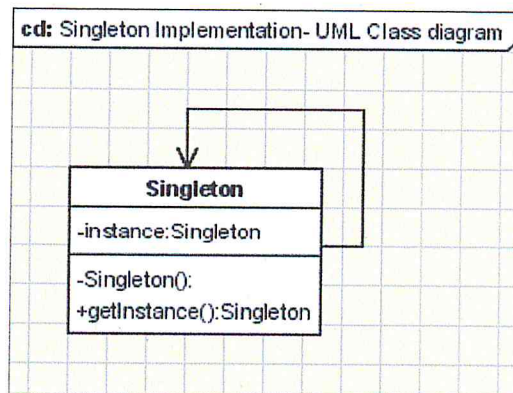 cd: Singleton Implementation- UML Class diagram
Singleton
-instance:Singleton
-Singleton():
+getInstance():Singleton